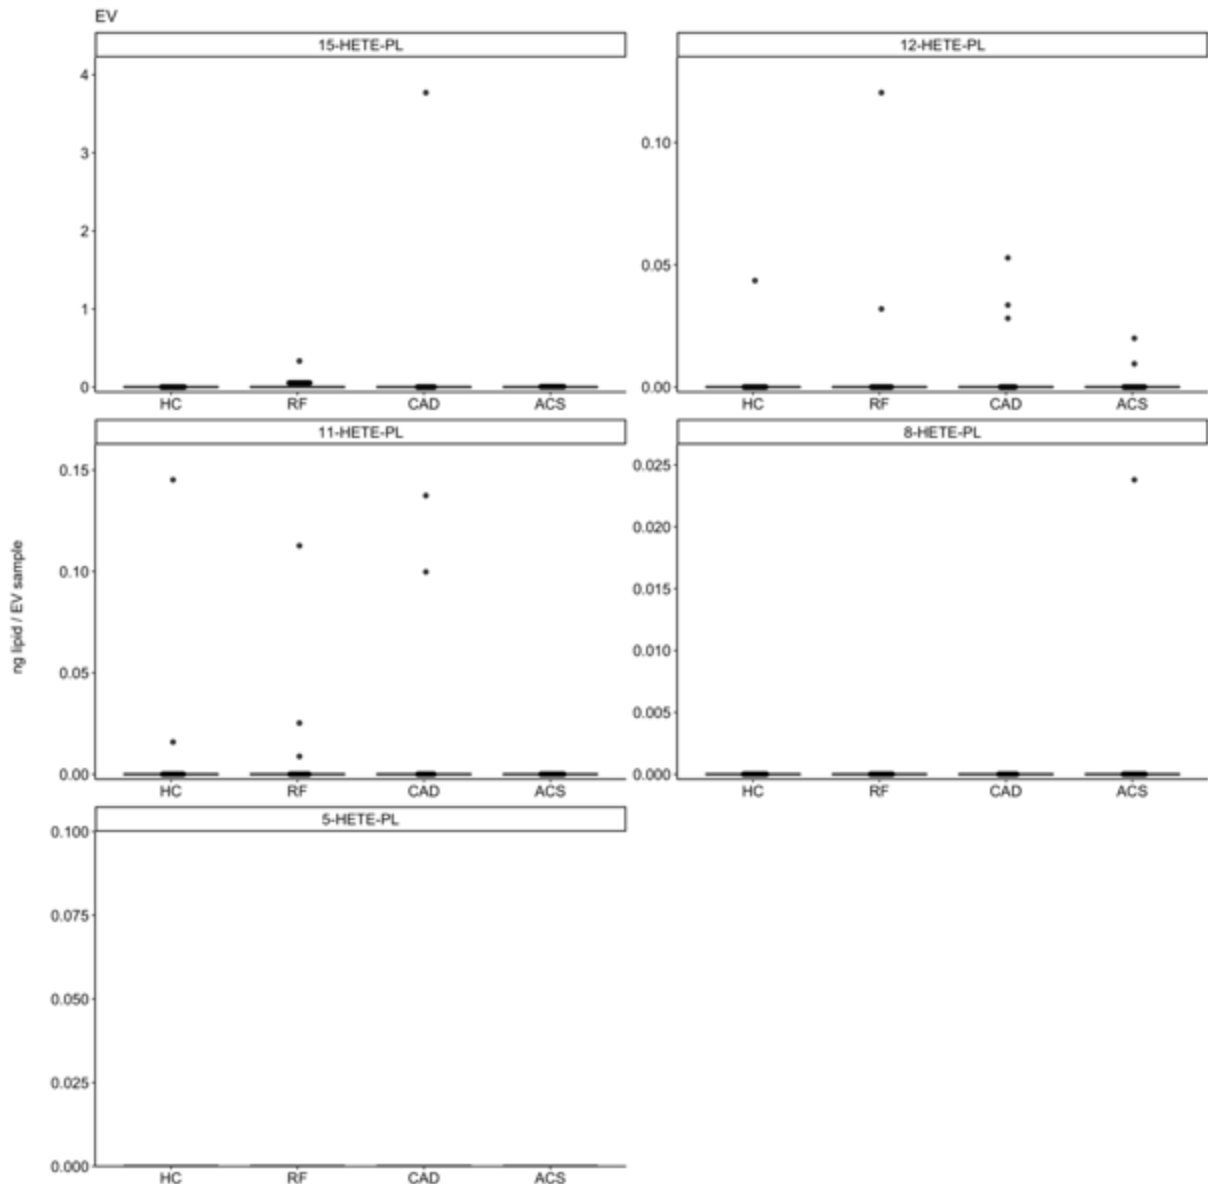 EV
15-HETE-PL
12-HETE-PL
4
3
2
1
0
HC RF CAD ACS
0.10
0.05
0.00
HC RF CAD ACS
11-HETE-PL
8-HETE-PL
ng lipid / EV sample
0.15
0.10
0.05
0.00
HC RF CAD ACS
0.025
0.020
0.015
0.010
0.005
0.000
HC RF CAD ACS
5-HETE-PL
0.100
0.075
0.050
0.025
0.000
HC RF CAD ACS